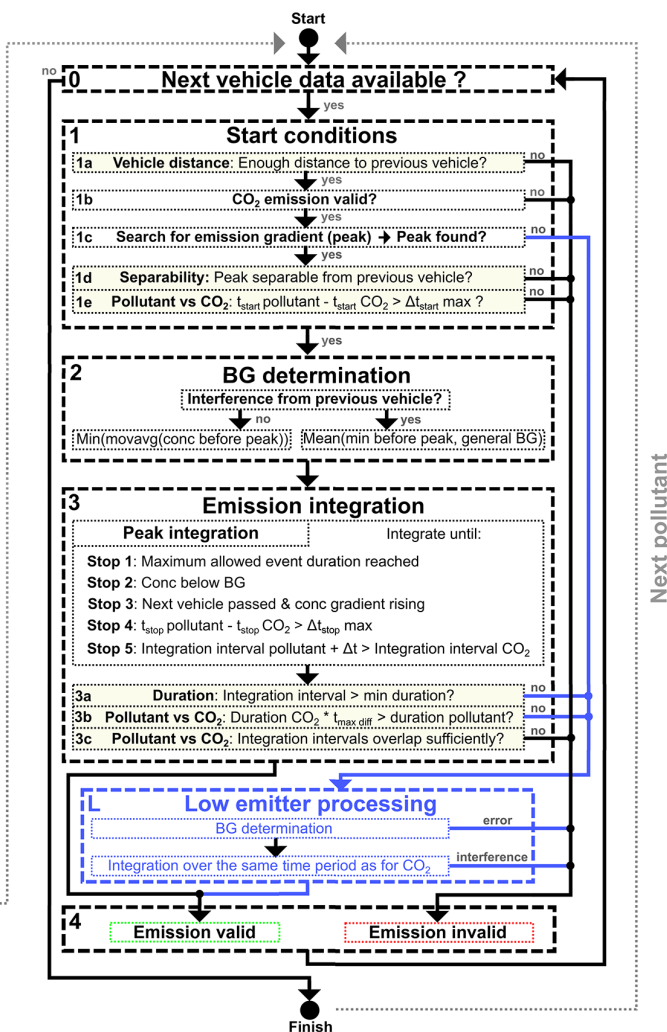 Start
no
0 Next vehicle data available ?
yes
1 Start conditions
1a Vehicle distance: Enough distance to previous vehicle?
no
yes
1b CO₂ emission valid?
no
yes
1c Search for emission gradient (peak) → Peak found?
no
yes
1d Separability: Peak separable from previous vehicle?
no
1e Pollutant vs CO₂: t_start pollutant - t_start CO₂ > Δt_start max ?
no
yes
2 BG determination
Interference from previous vehicle?
no
yes
Min(movavg(conc before peak))
Mean(min before peak, general BG)
3 Emission integration
Peak integration
Integrate until:
Stop 1: Maximum allowed event duration reached
Stop 2: Conc below BG
Stop 3: Next vehicle passed & conc gradient rising
Stop 4: t_stop pollutant - t_stop CO₂ > Δt_stop max
Stop 5: Integration interval pollutant + Δt > Integration interval CO₂
3a Duration: Integration interval > min duration?
no
3b Pollutant vs CO₂: Duration CO₂ * t_max diff > duration pollutant?
no
3c Pollutant vs CO₂: Integration intervals overlap sufficiently?
no
L Low emitter processing
BG determination
error
Integration over the same time period as for CO₂
interference
4
Emission valid
Emission invalid
Finish
Next pollutant